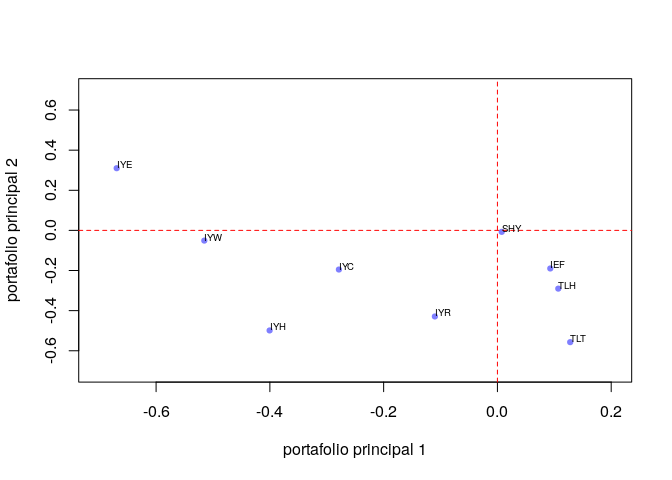 portafolio principal 2
0.6
0.4
0.2
0.0
-0.2
-0.4
-0.6
IYE
IYW
SHY
IYC
IEF
TLH
IYH
IYR
TLT
-0.6
-0.4
-0.2
0.0
0.2
portafolio principal 1